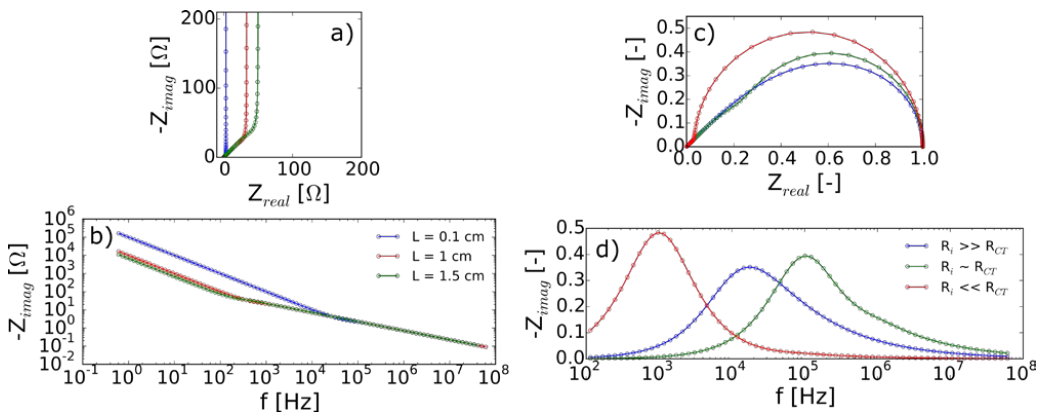 a)
-Z_imag [Ω]
200
100
0
0 100 200
Z_real [Ω]
c)
-Z_imag [-]
0.5
0.4
0.3
0.2
0.1
0.0
0.0 0.2 0.4 0.6 0.8 1.0
Z_real [-]
b)
-Z_imag [Ω]
10^6
10^5
10^4
10^3
10^2
10^1
10^0
10^-1
10^-2
10^-1 10^0 10^1 10^2 10^3 10^4 10^5 10^6 10^7 10^8
f [Hz]
L = 0.1 cm
L = 1 cm
L = 1.5 cm
d)
-Z_imag [-]
0.5
0.4
0.3
0.2
0.1
0.0
10^2 10^3 10^4 10^5 10^6 10^7 10^8
f [Hz]
R_i >> R_CT
R_i ~ R_CT
R_i << R_CT